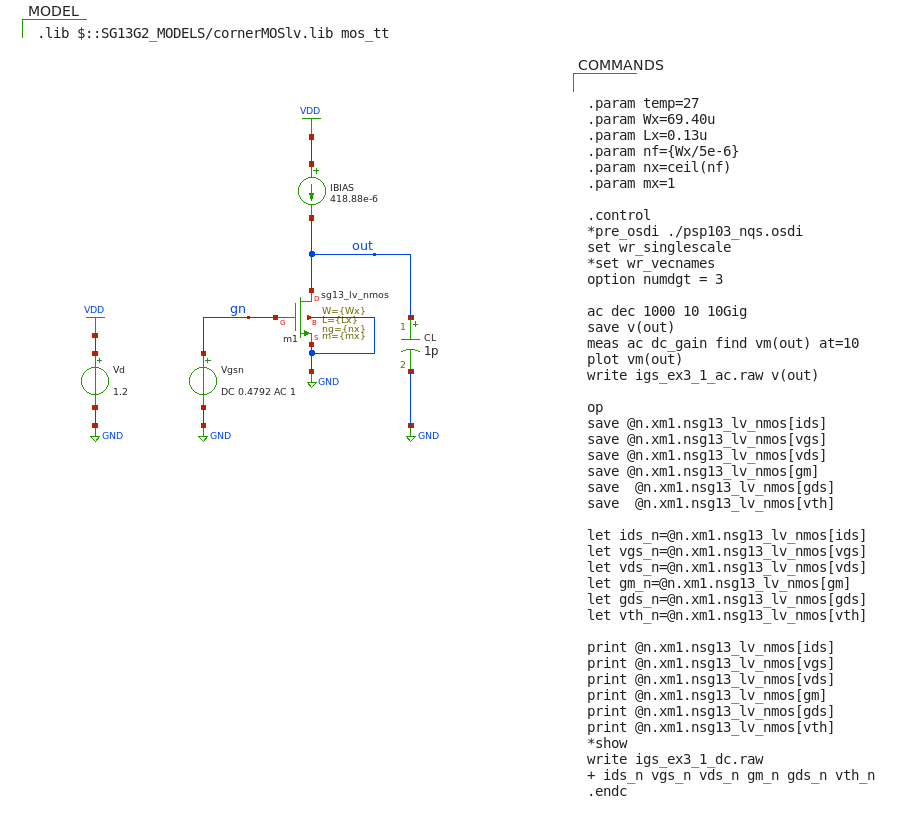 MODEL
.lib $::SG13G2_MODELS/cornerMOSlv.lib mos_tt
COMMANDS
.param temp=27
.param Wx=69.40u
.param Lx=0.13u
.param nf={Wx/5e-6}
.param nx=ceil(nf)
.param mx=1
.control
*pre_osdi ./psp103_nqs.osdi
set wr_singlescale
*set wr_vecnames
option numdgt = 3
ac dec 1000 10 10Gig
save v(out)
meas ac dc_gain find vm(out) at=10
plot vm(out)
write igs_ex3_1_ac.raw v(out)
op
save @n.xm1.nsg13_lv_nmos[ids]
save @n.xm1.nsg13_lv_nmos[vgs]
save @n.xm1.nsg13_lv_nmos[vds]
save @n.xm1.nsg13_lv_nmos[gm]
save  @n.xm1.nsg13_lv_nmos[gds]
save  @n.xm1.nsg13_lv_nmos[vth]
let ids_n=@n.xm1.nsg13_lv_nmos[ids]
let vgs_n=@n.xm1.nsg13_lv_nmos[vgs]
let vds_n=@n.xm1.nsg13_lv_nmos[vds]
let gm_n=@n.xm1.nsg13_lv_nmos[gm]
let gds_n=@n.xm1.nsg13_lv_nmos[gds]
let vth_n=@n.xm1.nsg13_lv_nmos[vth]
print @n.xm1.nsg13_lv_nmos[ids]
print @n.xm1.nsg13_lv_nmos[vgs]
print @n.xm1.nsg13_lv_nmos[vds]
print @n.xm1.nsg13_lv_nmos[gm]
print @n.xm1.nsg13_lv_nmos[gds]
print @n.xm1.nsg13_lv_nmos[vth]
*show
write igs_ex3_1_dc.raw
+ ids_n vgs_n vds_n gm_n gds_n vth_n
.endc
VDD
+
IBIAS
418.88e-6
out
D
sg13_lv_nmos
gn
G
B
S
W={Wx}
L={Lx}
ng={nx}
m={mx}
m1
GND
VDD
+
Vd
1.2
GND
+
Vgsn
DC 0.4792 AC 1
GND
1
+
CL
1p
2
GND